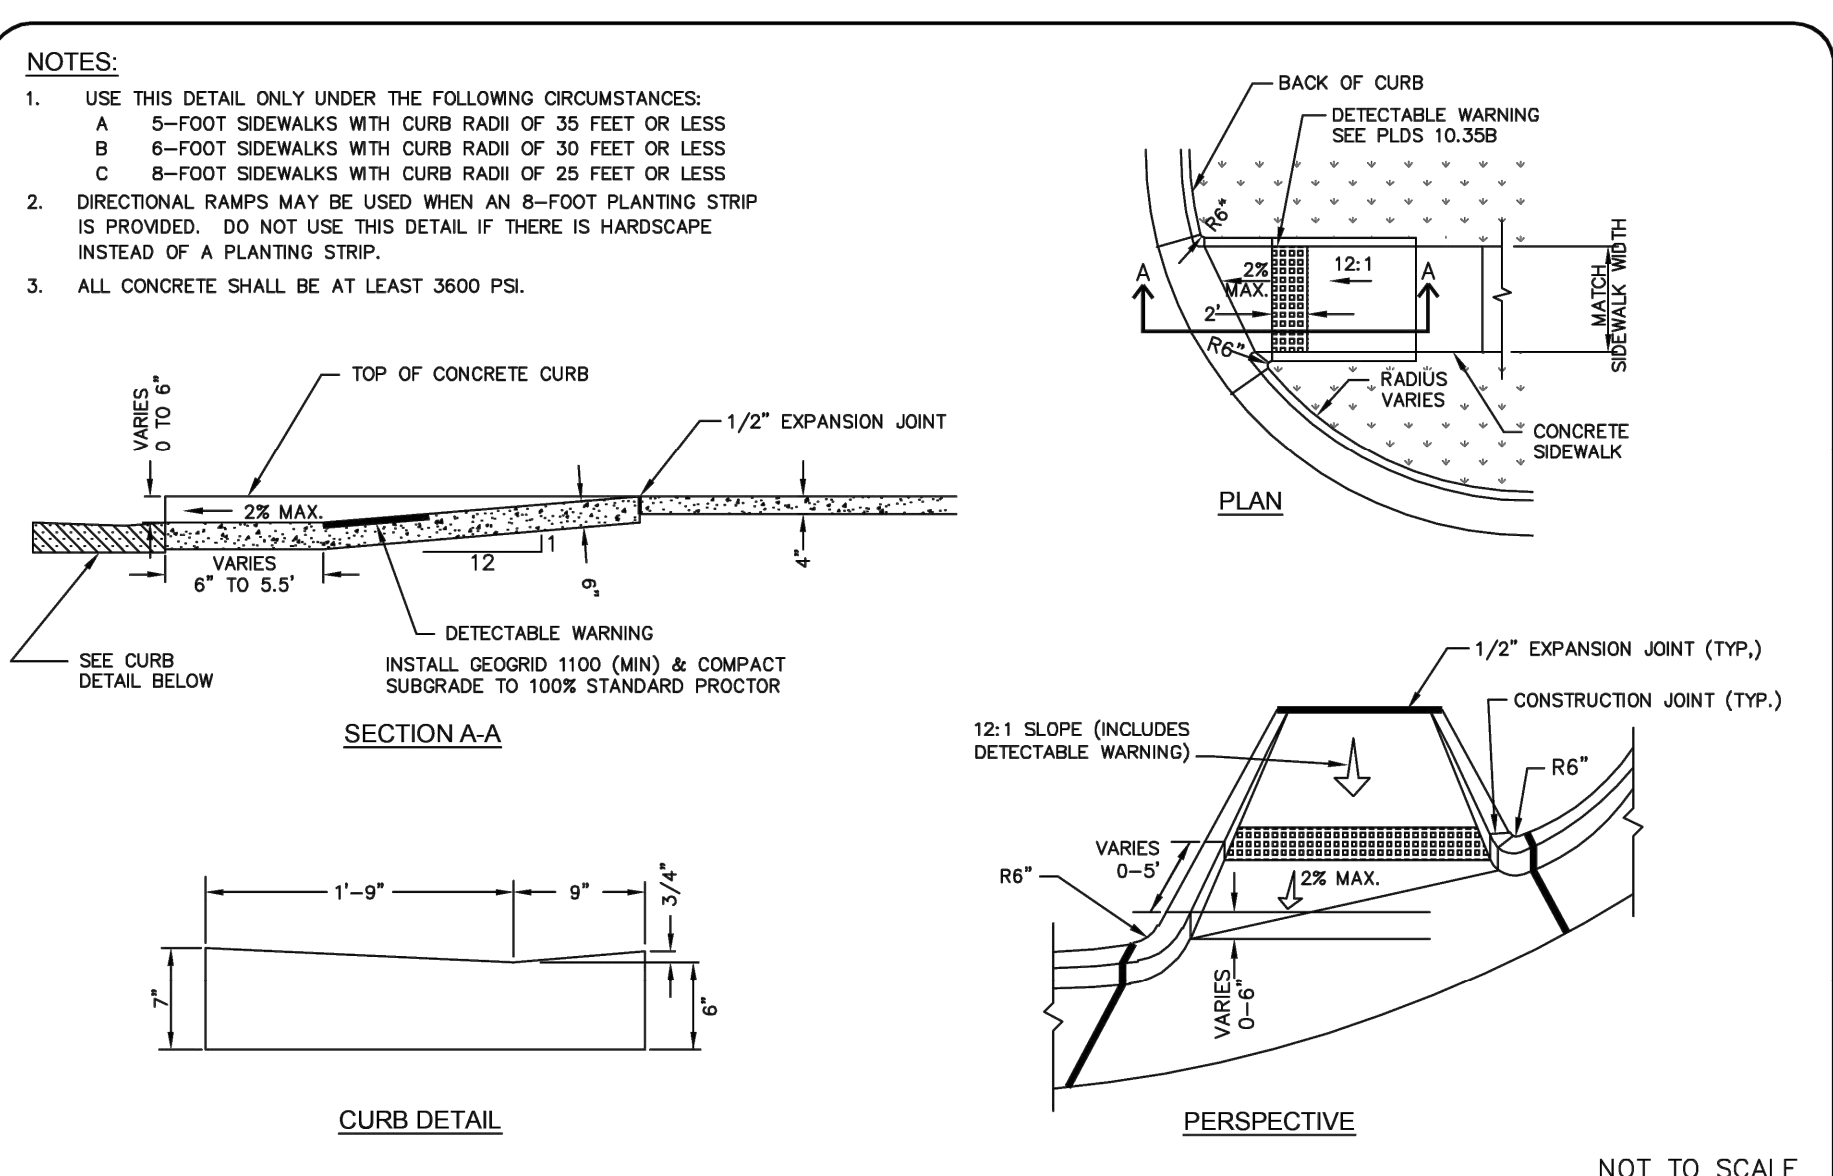 NOTES:
1. USE THIS DETAIL ONLY UNDER THE FOLLOWING CIRCUMSTANCES:
A 5-FOOT SIDEWALKS WITH CURB RADII OF 35 FEET OR LESS
B 6-FOOT SIDEWALKS WITH CURB RADII OF 30 FEET OR LESS
C 8-FOOT SIDEWALKS WITH CURB RADII OF 25 FEET OR LESS
2. DIRECTIONAL RAMPS MAY BE USED WHEN AN 8-FOOT PLANTING STRIP
IS PROVIDED. DO NOT USE THIS DETAIL IF THERE IS HARDSCAPE
INSTEAD OF A PLANTING STRIP.
3. ALL CONCRETE SHALL BE AT LEAST 3600 PSI.
BACK OF CURB
DETECTABLE WARNING
SEE PLDS 10.35B
R6"
A
2%
MAX.
12:1
A
2'
R6"
MATCH
SIDEWALK WIDTH
RADIUS
VARIES
CONCRETE
SIDEWALK
PLAN
VARIES
0 TO 6"
TOP OF CONCRETE CURB
1/2" EXPANSION JOINT
2% MAX.
VARIES
6" TO 5.5'
12
1
6"
4"
DETECTABLE WARNING
INSTALL GEOGRID 1100 (MIN) & COMPACT
SUBGRADE TO 100% STANDARD PROCTOR
SEE CURB
DETAIL BELOW
SECTION A-A
1/2" EXPANSION JOINT (TYP,)
CONSTRUCTION JOINT (TYP.)
12:1 SLOPE (INCLUDES
DETECTABLE WARNING)
R6"
VARIES
0-5'
R6"
2% MAX.
VARIES
0-6"
PERSPECTIVE
1'-9"
9"
3/4"
7"
6"
CURB DETAIL
NOT TO SCALE